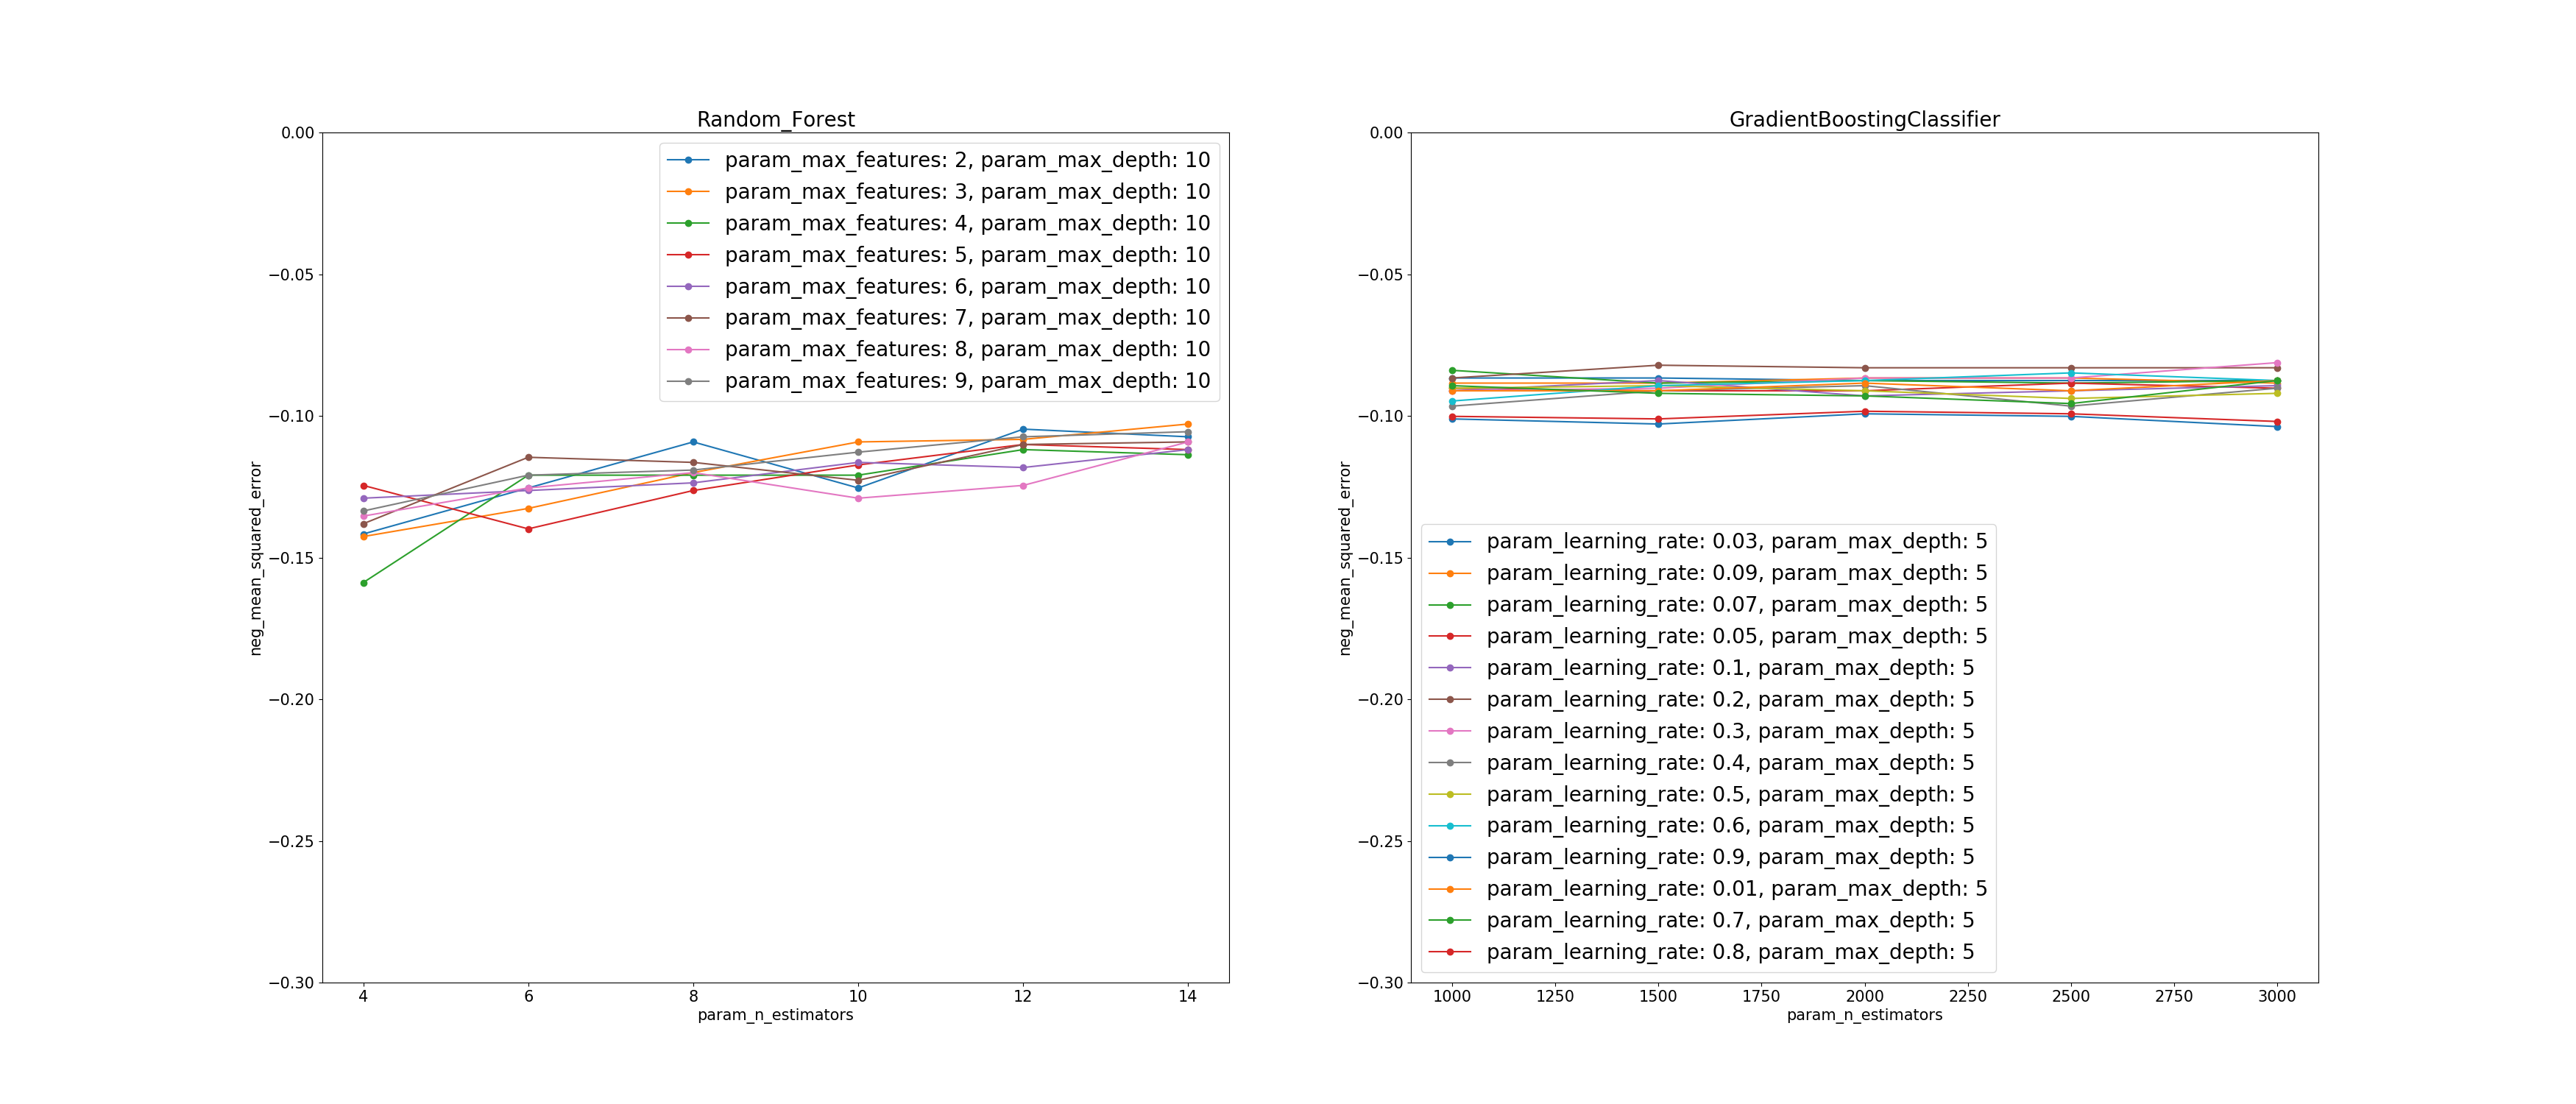 Random_Forest
0.00
−0.05
−0.10
−0.15
−0.20
−0.25
−0.30
neg_mean_squared_error
param_max_features: 2, param_max_depth: 10
param_max_features: 3, param_max_depth: 10
param_max_features: 4, param_max_depth: 10
param_max_features: 5, param_max_depth: 10
param_max_features: 6, param_max_depth: 10
param_max_features: 7, param_max_depth: 10
param_max_features: 8, param_max_depth: 10
param_max_features: 9, param_max_depth: 10
4 6 8 10 12 14
param_n_estimators
GradientBoostingClassifier
0.00
−0.05
−0.10
−0.15
−0.20
−0.25
−0.30
neg_mean_squared_error
param_learning_rate: 0.03, param_max_depth: 5
param_learning_rate: 0.09, param_max_depth: 5
param_learning_rate: 0.07, param_max_depth: 5
param_learning_rate: 0.05, param_max_depth: 5
param_learning_rate: 0.1, param_max_depth: 5
param_learning_rate: 0.2, param_max_depth: 5
param_learning_rate: 0.3, param_max_depth: 5
param_learning_rate: 0.4, param_max_depth: 5
param_learning_rate: 0.5, param_max_depth: 5
param_learning_rate: 0.6, param_max_depth: 5
param_learning_rate: 0.9, param_max_depth: 5
param_learning_rate: 0.01, param_max_depth: 5
param_learning_rate: 0.7, param_max_depth: 5
param_learning_rate: 0.8, param_max_depth: 5
1000 1250 1500 1750 2000 2250 2500 2750 3000
param_n_estimators